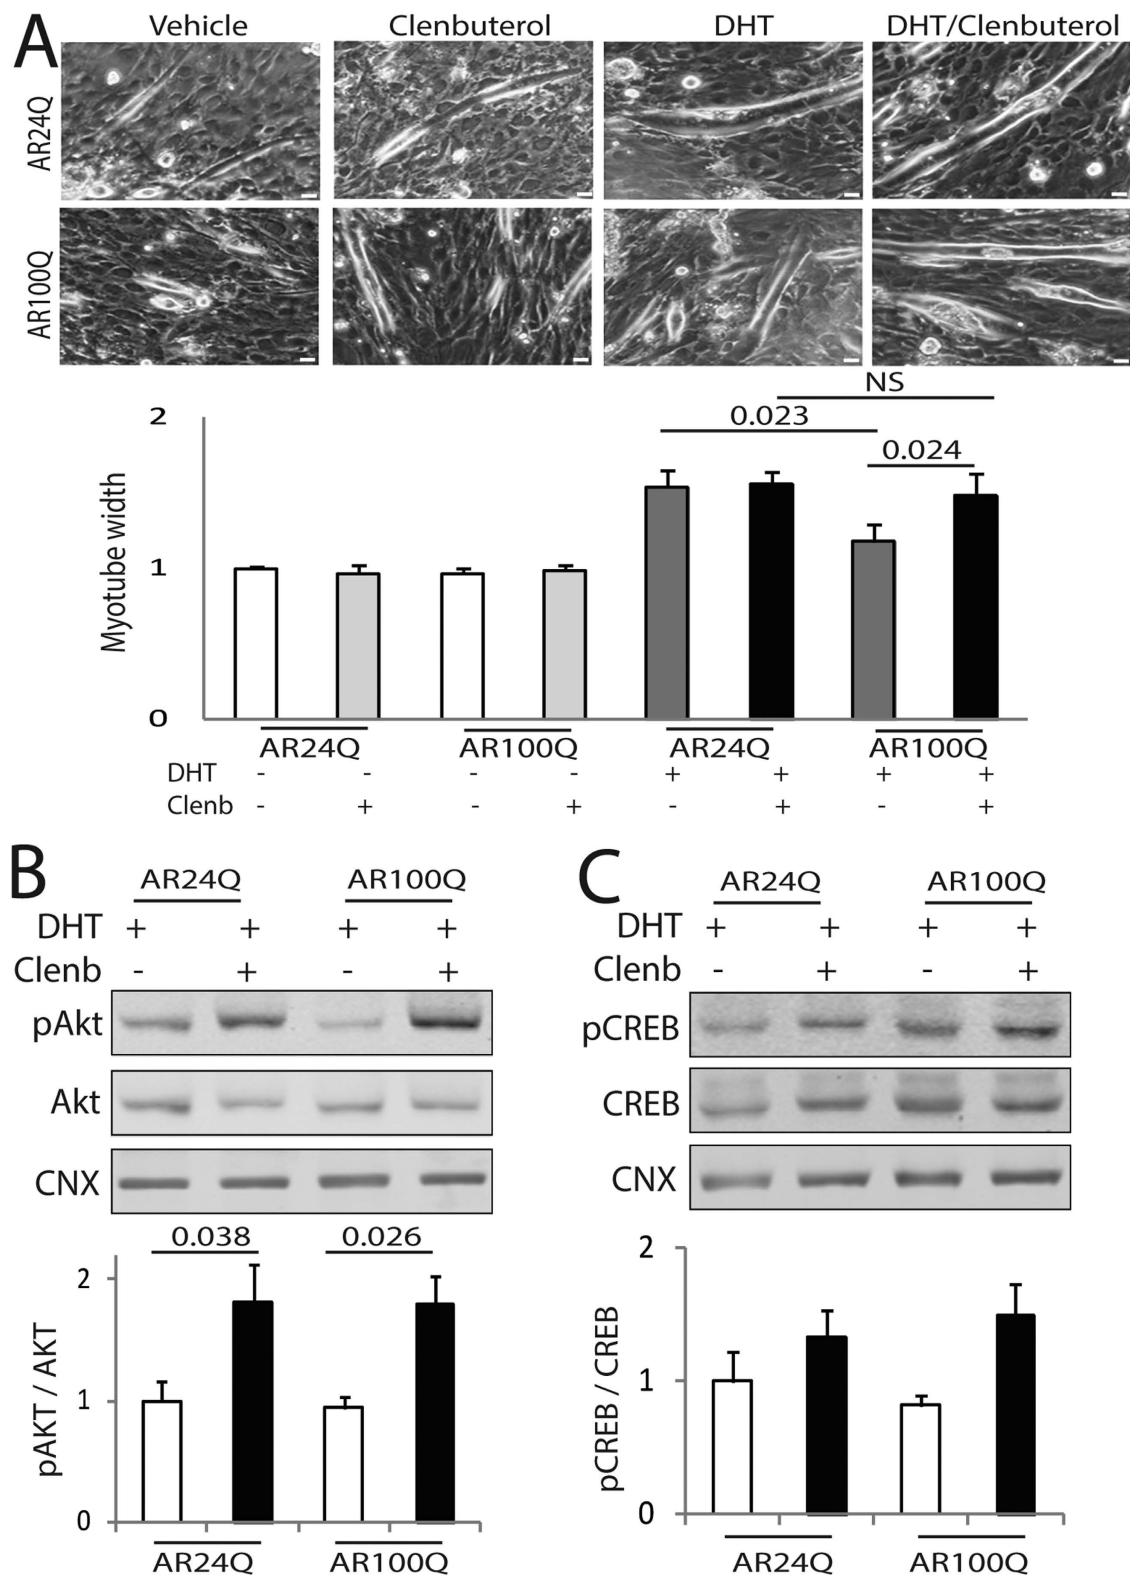 A
Vehicle Clenbuterol DHT DHT/Clenbuterol
AR24Q
AR100Q
NS
2
0.023
0.024
Myotube width
1
0
AR24Q AR100Q AR24Q AR100Q
DHT - - - - + + + +
Clenb - + - + - + - +
B
AR24Q AR100Q
DHT + + + +
Clenb - + - +
pAkt
Akt
CNX
0.038 0.026
2
pAKT / AKT
1
0
AR24Q AR100Q
C
AR24Q AR100Q
DHT + + + +
Clenb - + - +
pCREB
CREB
CNX
2
pCREB / CREB
1
0
AR24Q AR100Q